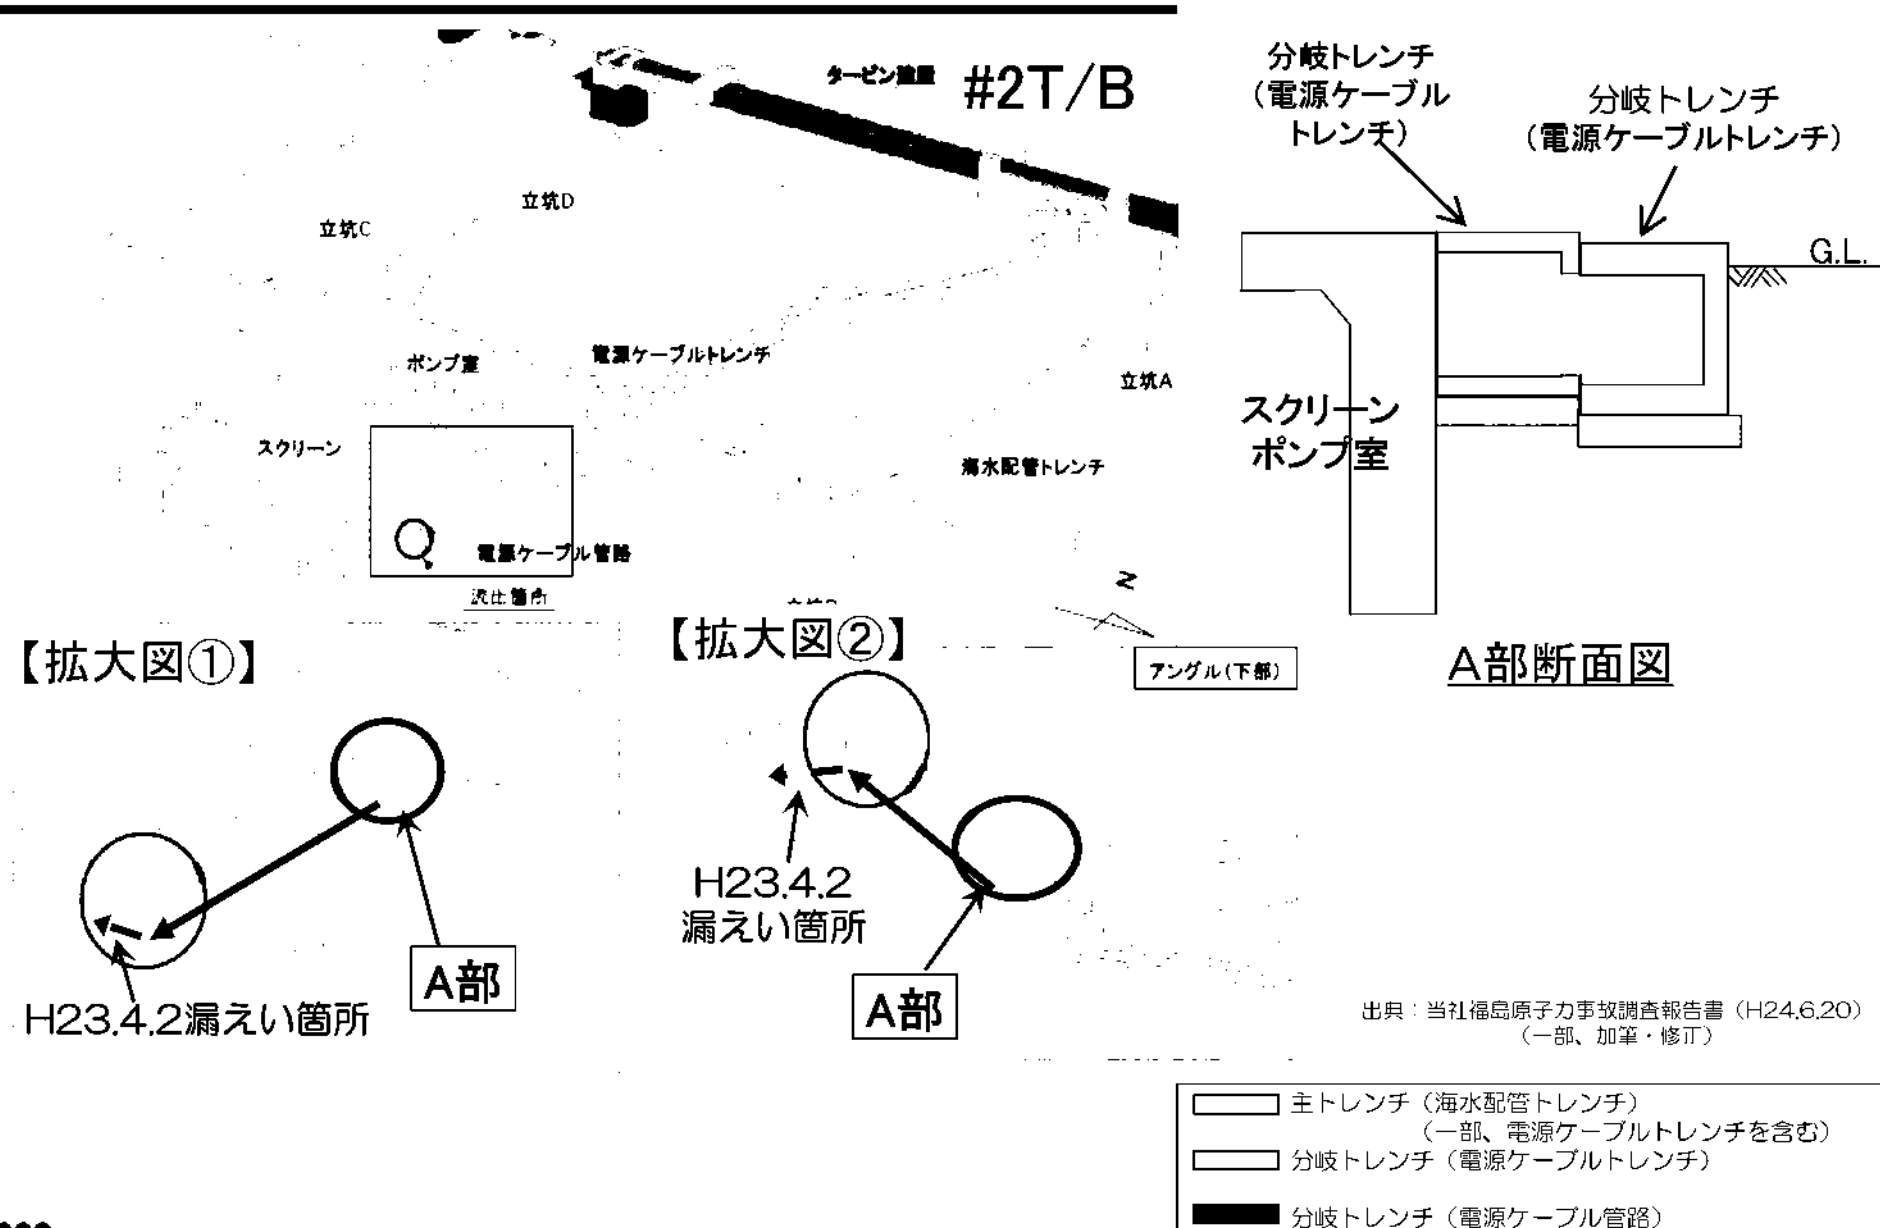 タービン建屋
#2T/B
立坑D
立坑C
ポンプ室
電源ケーブルトレンチ
立坑A
スクリーン
海水配管トレンチ
電源ケーブル管路
流出箇所
N
分岐トレンチ
(電源ケーブル
トレンチ)
分岐トレンチ
(電源ケーブルトレンチ)
G.L.
スクリーン
ポンプ室
A部断面図
【拡大図①】
A部
H23.4.2漏えい箇所
【拡大図②】
アングル(下部)
H23.4.2
漏えい箇所
A部
出典:当社福島原子力事故調査報告書(H24.6.20)
(一部、加筆・修正)
主トレンチ(海水配管トレンチ)
(一部、電源ケーブルトレンチを含む)
分岐トレンチ(電源ケーブルトレンチ)
分岐トレンチ(電源ケーブル管路)